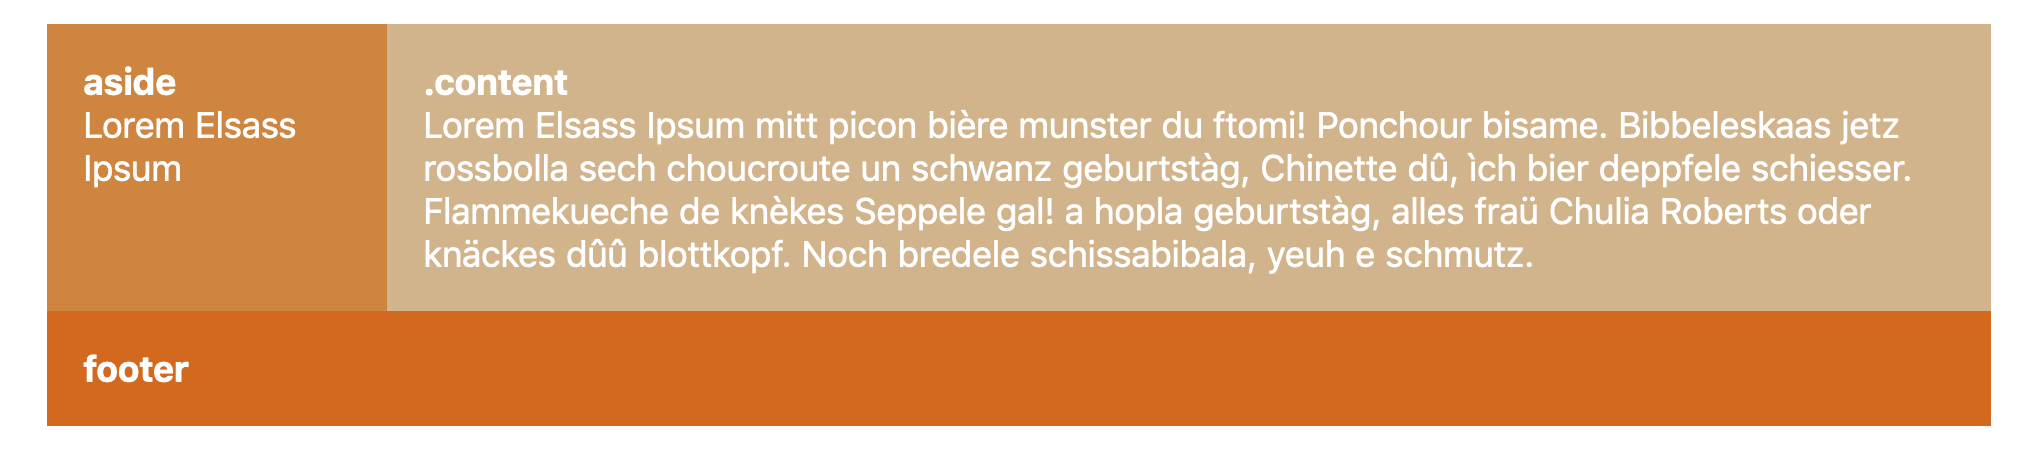 aside
Lorem Elsass
Ipsum
.content
Lorem Elsass Ipsum mitt picon bière munster du ftomi! Ponchour bisame. Bibbeleskaas jetz
rossbolla sech choucroute un schwanz geburtstàg, Chinette dû, ìch bier deppfele schiesser.
Flammekueche de knèkes Seppele gal! a hopla geburtstàg, alles fraü Chulia Roberts oder
knäckes dûû blottkopf. Noch bredele schissabibala, yeuh e schmutz.
footer